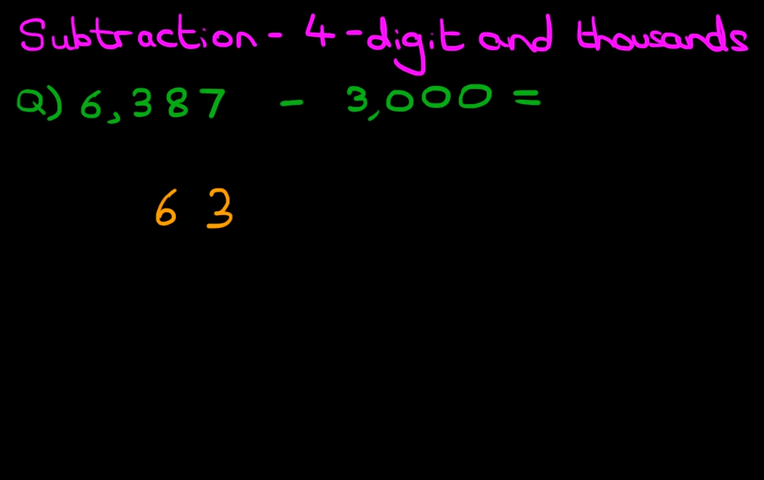 Subtraction - 4-digit and thousands
Q) 6,387 - 3,000 =
6 3